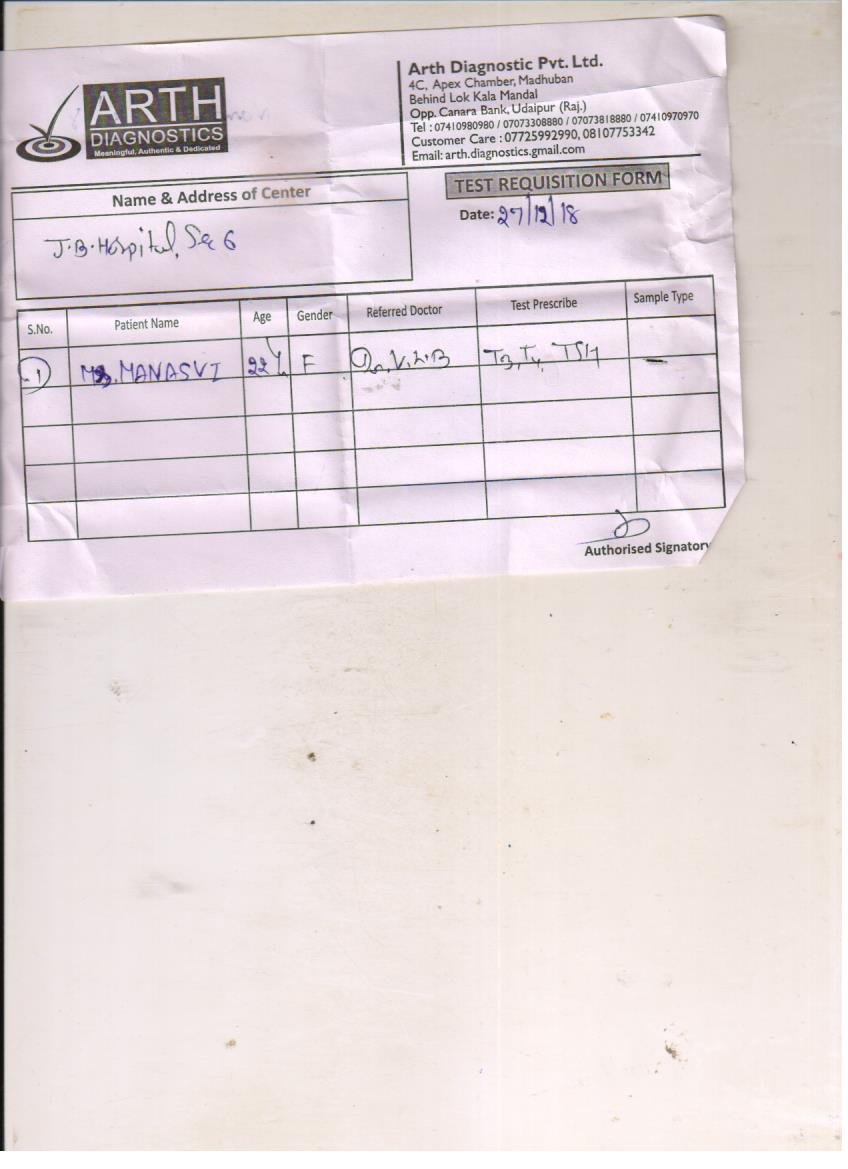 ARTH
DIAGNOSTICS
Meaningful, Authentic & Dedicated
Arth Diagnostic Pvt. Ltd.
4C, Apex Chamber, Madhuban
Behind Lok Kala Mandal
Opp. Canara Bank, Udaipur (Raj.)
Tel : 07410980980 / 07073308880 / 07073818880 / 07410970970
Customer Care : 07725992990, 08107753342
Email: arth.diagnostics.gmail.com
Name & Address of Center
TEST REQUISITION FORM
Date: 27/12/18
J.B. Hospital, Sec 6
S.No. Patient Name Age Gender Referred Doctor Test Prescribe Sample Type
1 MANASVI 22 F Dr. V.L.B T3, T4, TSH —
Authorised Signatory